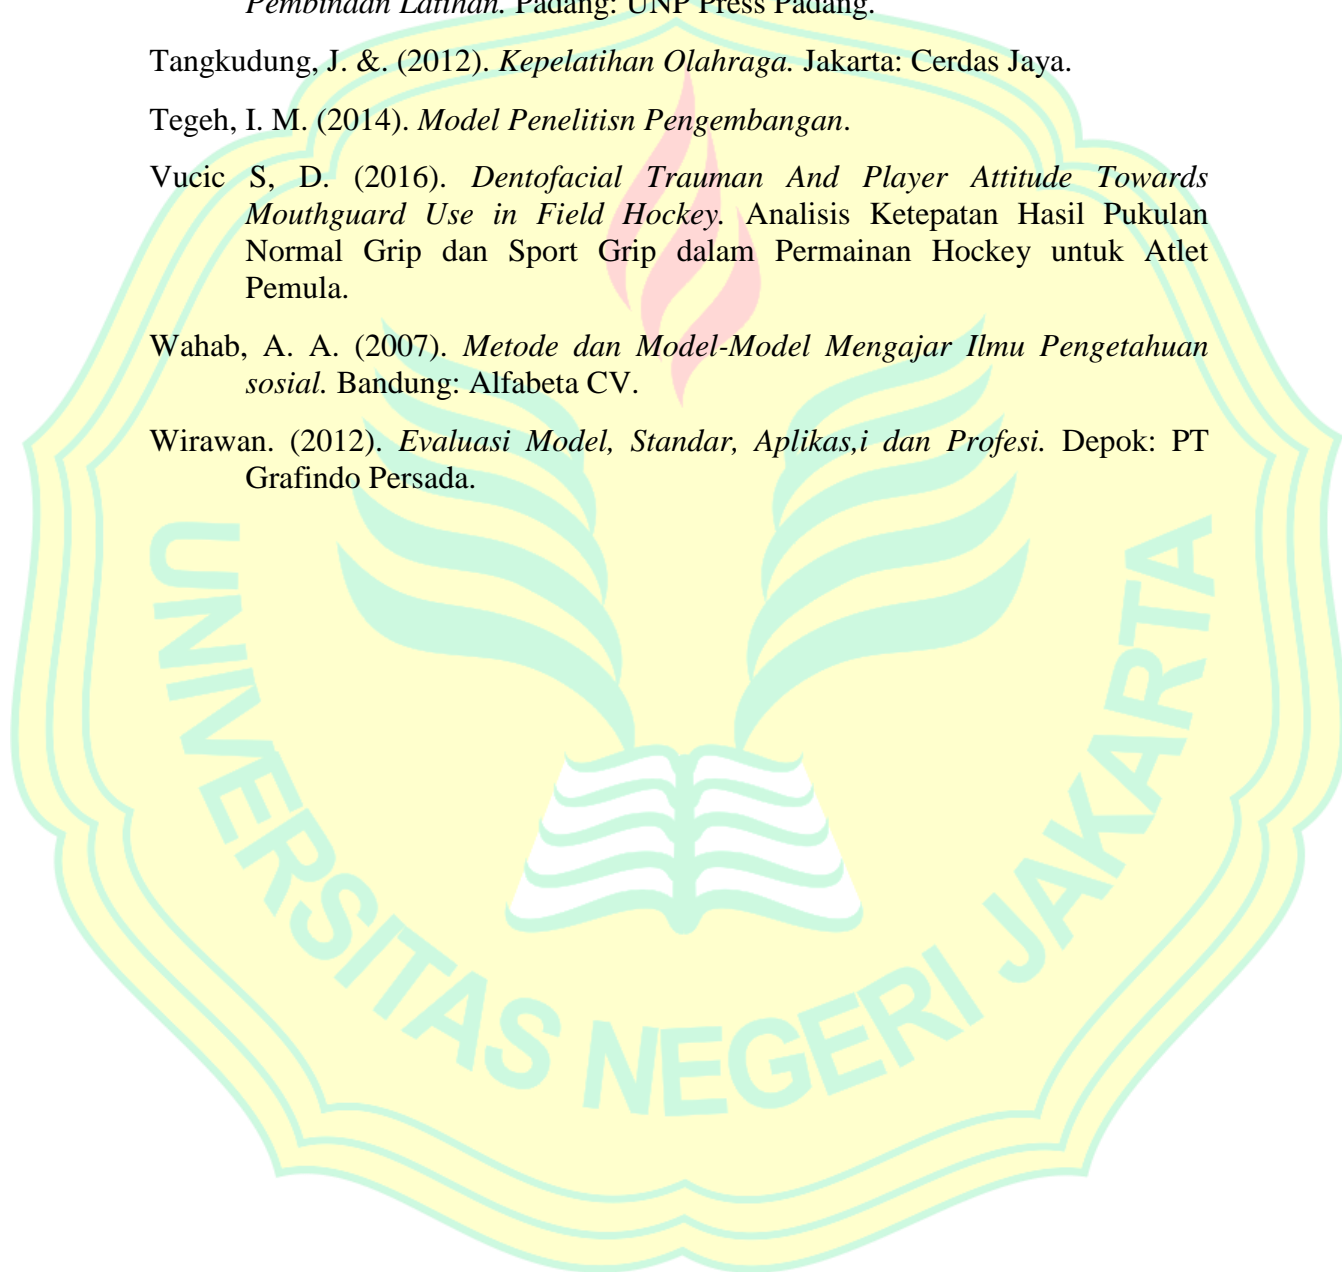 Pembinaan Latihan. Padang: UNP Press Padang.
Tangkudung, J. &. (2012). Kepelatihan Olahraga. Jakarta: Cerdas Jaya.
Tegeh, I. M. (2014). Model Penelitisn Pengembangan.
Vucic S, D. (2016). Dentofacial Trauman And Player Attitude Towards
Mouthguard Use in Field Hockey. Analisis Ketepatan Hasil Pukulan
Normal Grip dan Sport Grip dalam Permainan Hockey untuk Atlet
Pemula.
Wahab, A. A. (2007). Metode dan Model-Model Mengajar Ilmu Pengetahuan
sosial. Bandung: Alfabeta CV.
Wirawan. (2012). Evaluasi Model, Standar, Aplikas,i dan Profesi. Depok: PT
Grafindo Persada.
UNIVERSITAS NEGERI JAKARTA